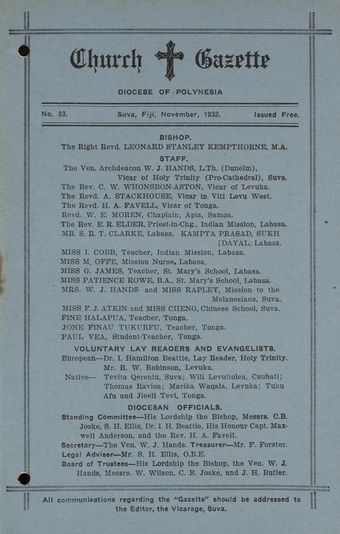 Church Gazette
DIOCESE OF POLYNESIA
No. 33. Suva, Fiji, November, 1932. Issued Free.
BISHOP.
The Right Revd. LEONARD STANLEY KEMPTHORNE, M.A.
STAFF.
The Ven. Archdeacon W. J. HANDS, L.Th. (Dunelm),
Vicar of Holy Trinity (Pro-Cathedral), Suva.
The Rev. C. W. WHONSBON-ASTON, Vicar of Levuka.
The Revd. A. STACKHOUSE, Vicar in Viti Levu West.
The Revd. H. A. FAVELL, Vicar of Tonga.
Revd. W. E. MOREN, Chaplain, Apia, Samoa.
The Rev. E. R. ELDER, Priest-in-Chg., Indian Mission, Labasa.
MR. S. R. T. CLARKE, Labasa. KAMPTA PRASAD, SUKH
[DAYAL, Labasa.
MISS I. COBB, Teacher, Indian Mission, Labasa.
MISS M. OFFE, Mission Nurse, Labasa.
MISS G. JAMES, Teacher, St. Mary's School, Labasa.
MISS PATIENCE ROWE, B.A., St. Mary's School, Labasa.
MRS. W. J. HANDS and MISS RAPLEY, Mission to the
Melanesians, Suva.
MISS F. J. ATKIN and MISS CHENG, Chinese School, Suva.
FINE HALAPUA, Teacher, Tonga.
JONE FINAU TUKURFU, Teacher, Tonga.
PAUL VEA, Student-Teacher, Tonga.
VOLUNTARY LAY READERS AND EVANGELISTS.
European—Dr. I. Hamilton Beattie, Lay Reader, Holy Trinity.
Mr. R. W. Robinson, Levuka.
Native— Tevita Qereniu, Suva; Wili Levuitolea, Caubati;
Thomas Ravioa; Marika Waqala, Levuka; Tuku
Afu and Jioeli Tevi, Tonga.
DIOCESAN OFFICIALS.
Standing Committee—His Lordship the Bishop, Messrs. C.B.
Joske, S. H. Ellis, Dr. I. H. Beattie, His Honour Capt. Max-
well Anderson, and the Rev. H. A. Favell.
Secretary—The Ven. W. J. Hands. Treasurer—Mr. F. Forster.
Legal Adviser—Mr. S. H. Ellis, O.B.E.
Board of Trustees—His Lordship the Bishop, the Ven. W. J.
Hands, Messrs. W. Wilson, C. B. Joske, and J. H. Butler.
All communications regarding the "Gazette" should be addressed to
the Editor, the Vicarage, Suva.